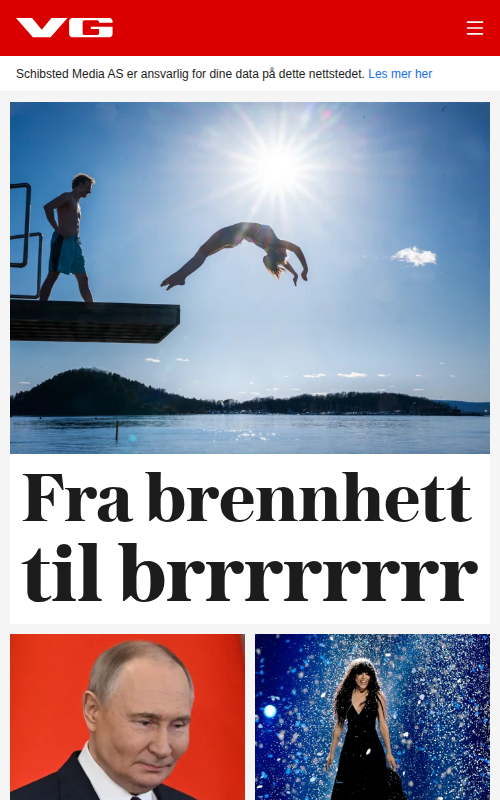 VG
Schibsted Media AS er ansvarlig for dine data på dette nettstedet. Les mer her
Fra brennhett
til brrrrrrrr